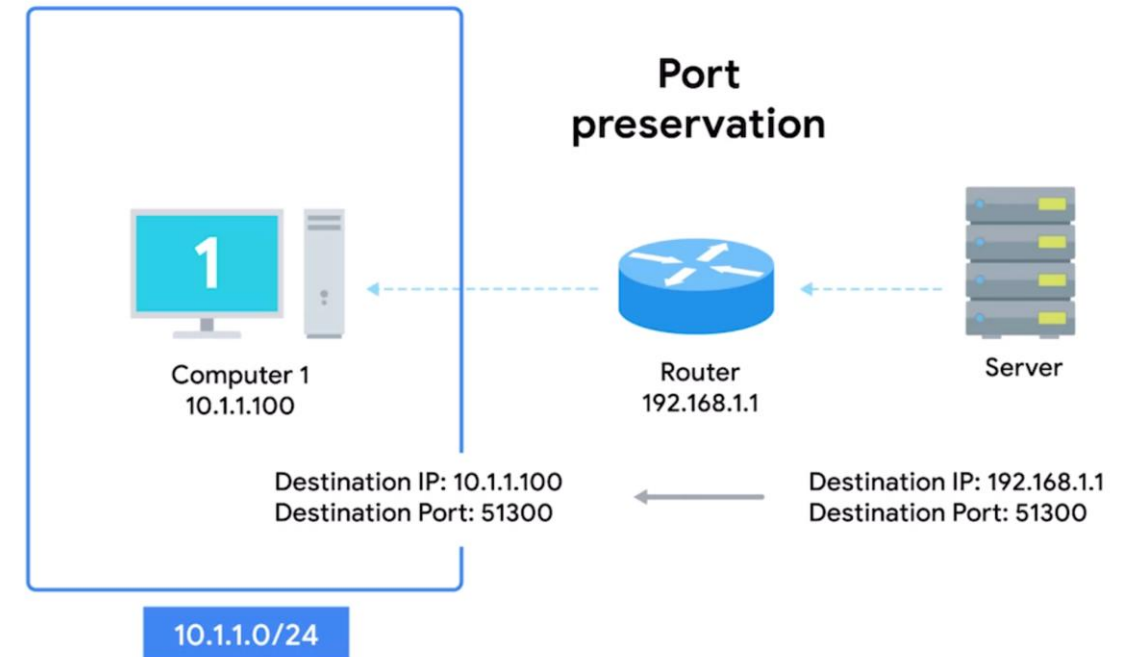 Port
preservation
1
Computer 1
10.1.1.100
Router
192.168.1.1
Server
Destination IP: 10.1.1.100
Destination Port: 51300
Destination IP: 192.168.1.1
Destination Port: 51300
10.1.1.0/24